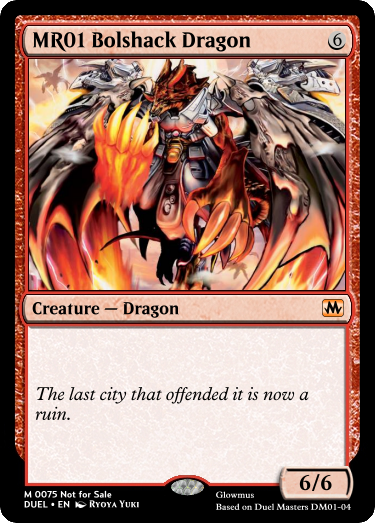 MR01 Bolshack Dragon 6
Creature — Dragon
The last city that offended it is now a
ruin.
6/6
M 0075 Not for Sale
DUEL • EN Ryoya Yuki
Glowmus
Based on Duel Masters DM01-04